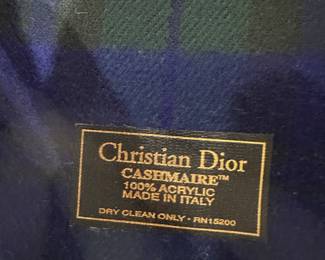 Christian Dior
CASHMAIRE™
100% ACRYLIC
MADE IN ITALY
DRY CLEAN ONLY - RN15200